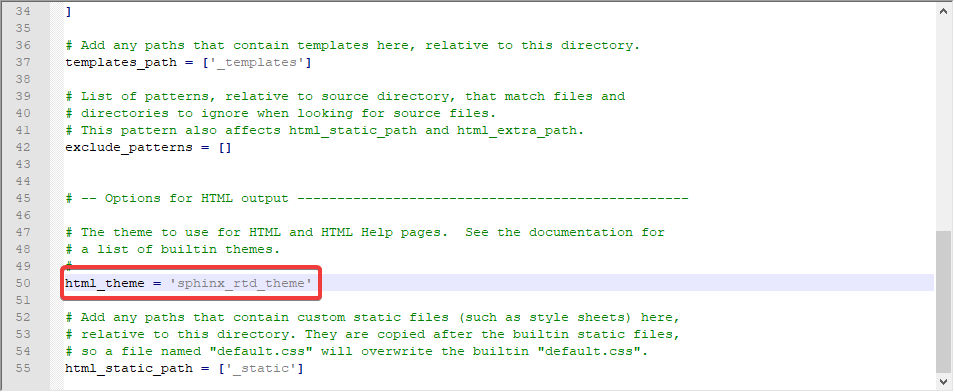 34 ]
35
36 # Add any paths that contain templates here, relative to this directory.
37 templates_path = ['_templates']
38
39 # List of patterns, relative to source directory, that match files and
40 # directories to ignore when looking for source files.
41 # This pattern also affects html_static_path and html_extra_path.
42 exclude_patterns = []
43
44
45 # -- Options for HTML output -------------------------------------------------
46
47 # The theme to use for HTML and HTML Help pages.  See the documentation for
48 # a list of builtin themes.
49 #
50 html_theme = 'sphinx_rtd_theme'
51
52 # Add any paths that contain custom static files (such as style sheets) here,
53 # relative to this directory. They are copied after the builtin static files,
54 # so a file named "default.css" will overwrite the builtin "default.css".
55 html_static_path = ['_static']